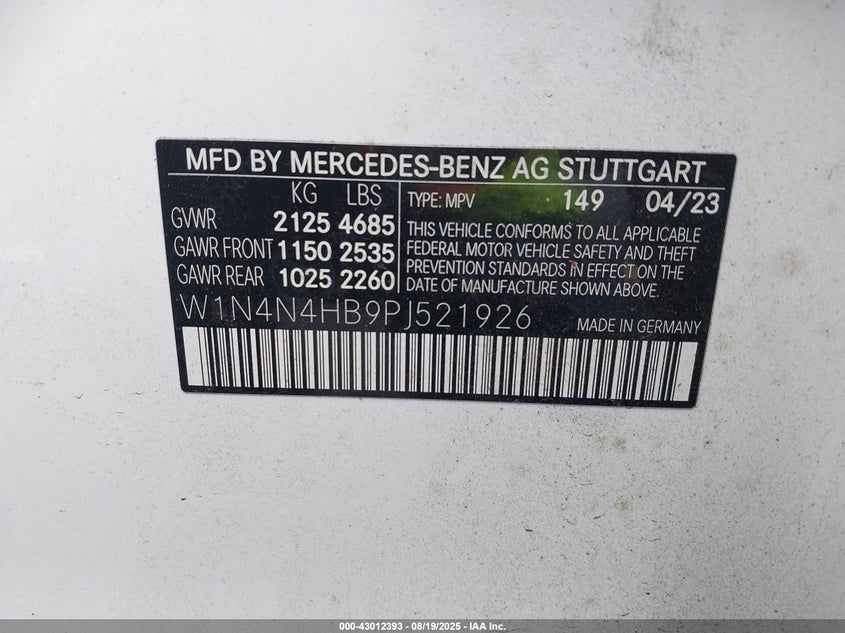 MFD BY MERCEDES-BENZ AG STUTTGART
KG LBS
GVWR 2125 4685
GAWR FRONT 1150 2535
GAWR REAR 1025 2260
TYPE: MPV 149 04/23
THIS VEHICLE CONFORMS TO ALL APPLICABLE
FEDERAL MOTOR VEHICLE SAFETY AND THEFT
PREVENTION STANDARDS IN EFFECT ON THE
DATE OF MANUFACTURE SHOWN ABOVE.
W1N4N4HB9PJ521926 MADE IN GERMANY
000-43012393 - 08/19/2025 - IAA Inc.